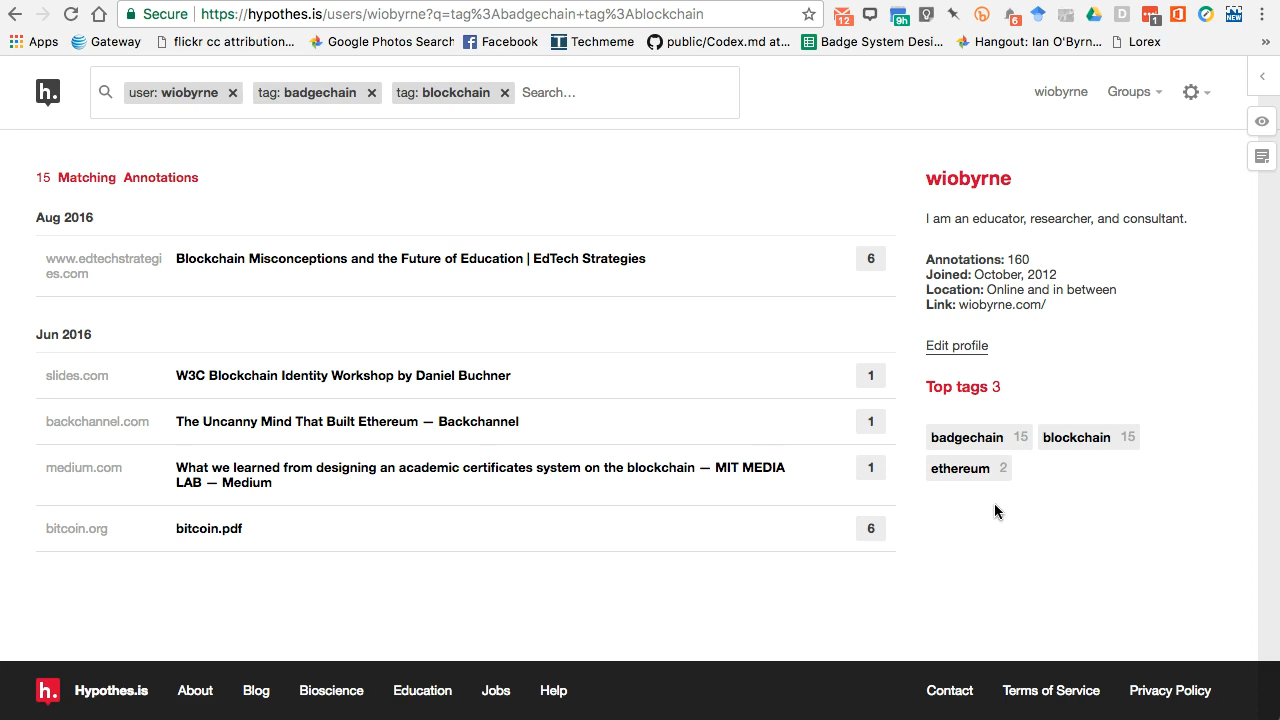 Secure https://hypothes.is/users/wiobyrne?q=tag%3Abadgechain+tag%3Ablockchain
12 9h 6 D 1 NEW
Apps Gateway flickr cc attribution... Google Photos Search Facebook Techmeme public/Codex.md at... Badge System Desi... Hangout: Ian O'Byrn... Lorex »
h. user: wiobyrne × tag: badgechain × tag: blockchain × Search... wiobyrne Groups
15 Matching Annotations
Aug 2016
www.edtechstrategi
es.com
Blockchain Misconceptions and the Future of Education | EdTech Strategies 6
Jun 2016
slides.com W3C Blockchain Identity Workshop by Daniel Buchner 1
backchannel.com The Uncanny Mind That Built Ethereum — Backchannel 1
medium.com What we learned from designing an academic certificates system on the blockchain — MIT MEDIA
LAB — Medium 1
bitcoin.org bitcoin.pdf 6
wiobyrne
I am an educator, researcher, and consultant.
Annotations: 160
Joined: October, 2012
Location: Online and in between
Link: wiobyrne.com/
Edit profile
Top tags 3
badgechain 15 blockchain 15
ethereum 2
h. Hypothes.is About Blog Bioscience Education Jobs Help Contact Terms of Service Privacy Policy